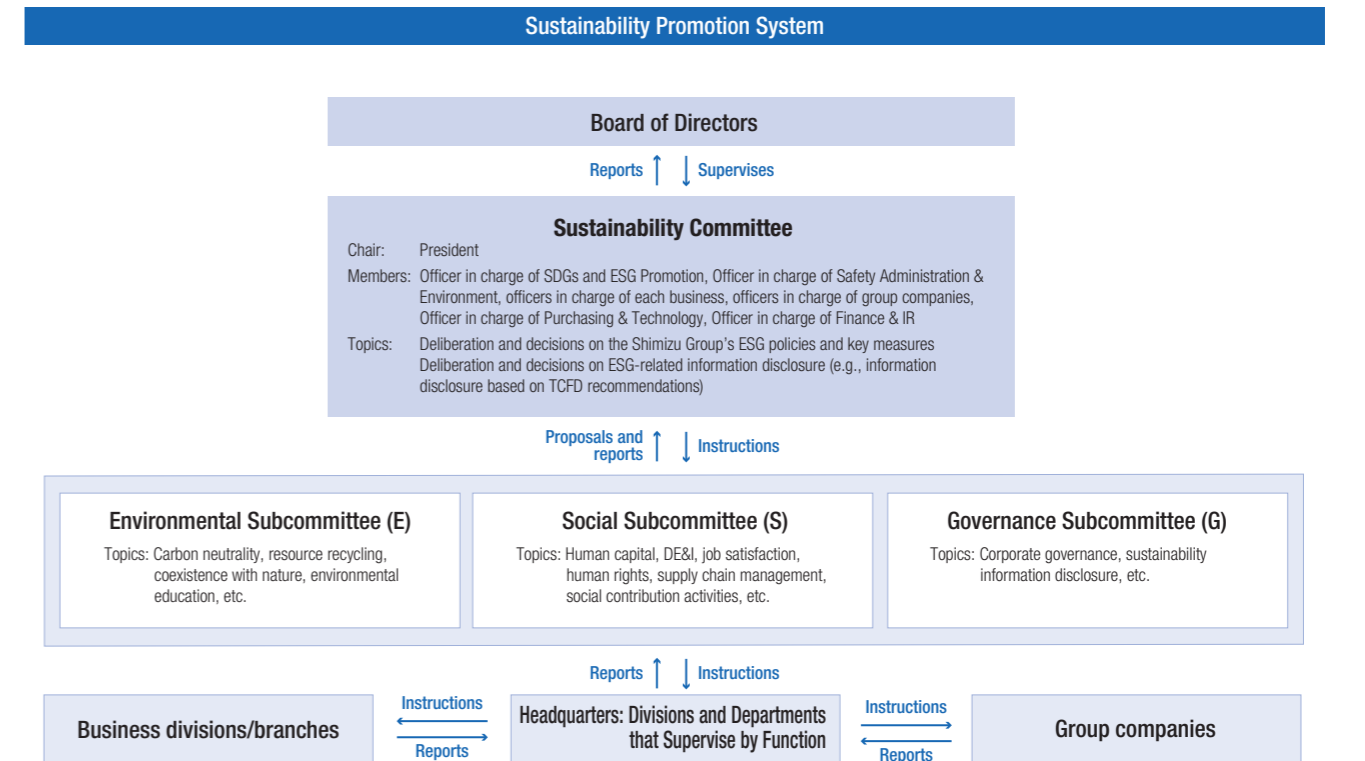 Sustainability Promotion System
Board of Directors
Reports
Supervises
Sustainability Committee
Chair: President
Members: Officer in charge of SDGs and ESG Promotion, Officer in charge of Safety Administration &
Environment, officers in charge of each business, officers in charge of group companies,
Officer in charge of Purchasing & Technology, Officer in charge of Finance & IR
Topics: Deliberation and decisions on the Shimizu Group’s ESG policies and key measures
Deliberation and decisions on ESG-related information disclosure (e.g., information
disclosure based on TCFD recommendations)
Proposals and
reports
Instructions
Environmental Subcommittee (E)
Topics: Carbon neutrality, resource recycling,
coexistence with nature, environmental
education, etc.
Social Subcommittee (S)
Topics: Human capital, DE&I, job satisfaction,
human rights, supply chain management,
social contribution activities, etc.
Governance Subcommittee (G)
Topics: Corporate governance, sustainability
information disclosure, etc.
Reports
Instructions
Business divisions/branches
Instructions
Reports
Headquarters: Divisions and Departments
that Supervise by Function
Instructions
Reports
Group companies